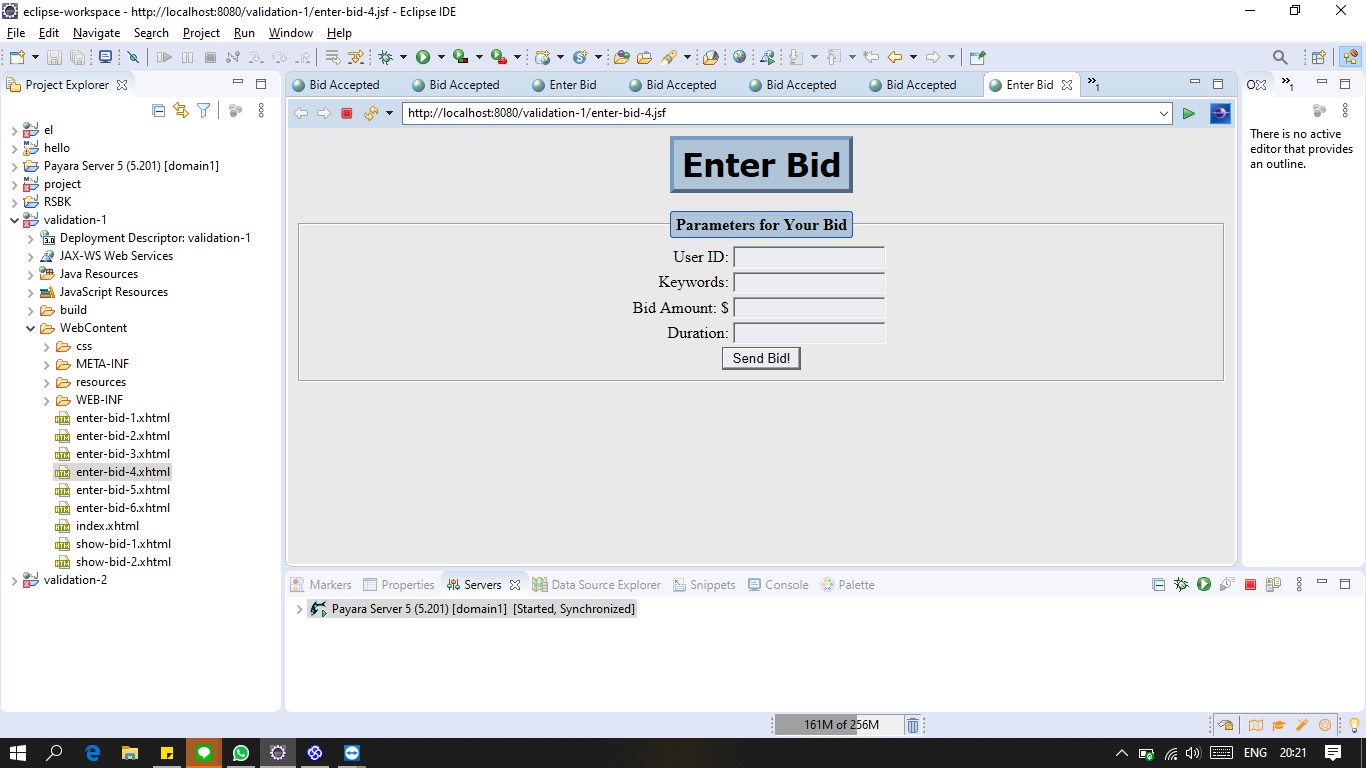 eclipse-workspace - http://localhost:8080/validation-1/enter-bid-4.jsf - Eclipse IDE
File Edit Navigate Search Project Run Window Help
Project Explorer
el
hello
Payara Server 5 (5.201) [domain1]
project
RSBK
validation-1
Deployment Descriptor: validation-1
JAX-WS Web Services
Java Resources
JavaScript Resources
build
WebContent
css
META-INF
resources
WEB-INF
enter-bid-1.xhtml
enter-bid-2.xhtml
enter-bid-3.xhtml
enter-bid-4.xhtml
enter-bid-5.xhtml
enter-bid-6.xhtml
index.xhtml
show-bid-1.xhtml
show-bid-2.xhtml
validation-2
Bid Accepted Bid Accepted Enter Bid Bid Accepted Bid Accepted Bid Accepted Enter Bid »1
http://localhost:8080/validation-1/enter-bid-4.jsf
Enter Bid
Parameters for Your Bid
User ID:
Keywords:
Bid Amount: $
Duration:
Send Bid!
»1
There is no active
editor that provides
an outline.
Markers Properties Servers Data Source Explorer Snippets Console Palette
Payara Server 5 (5.201) [domain1] [Started, Synchronized]
161M of 256M
ENG 20:21